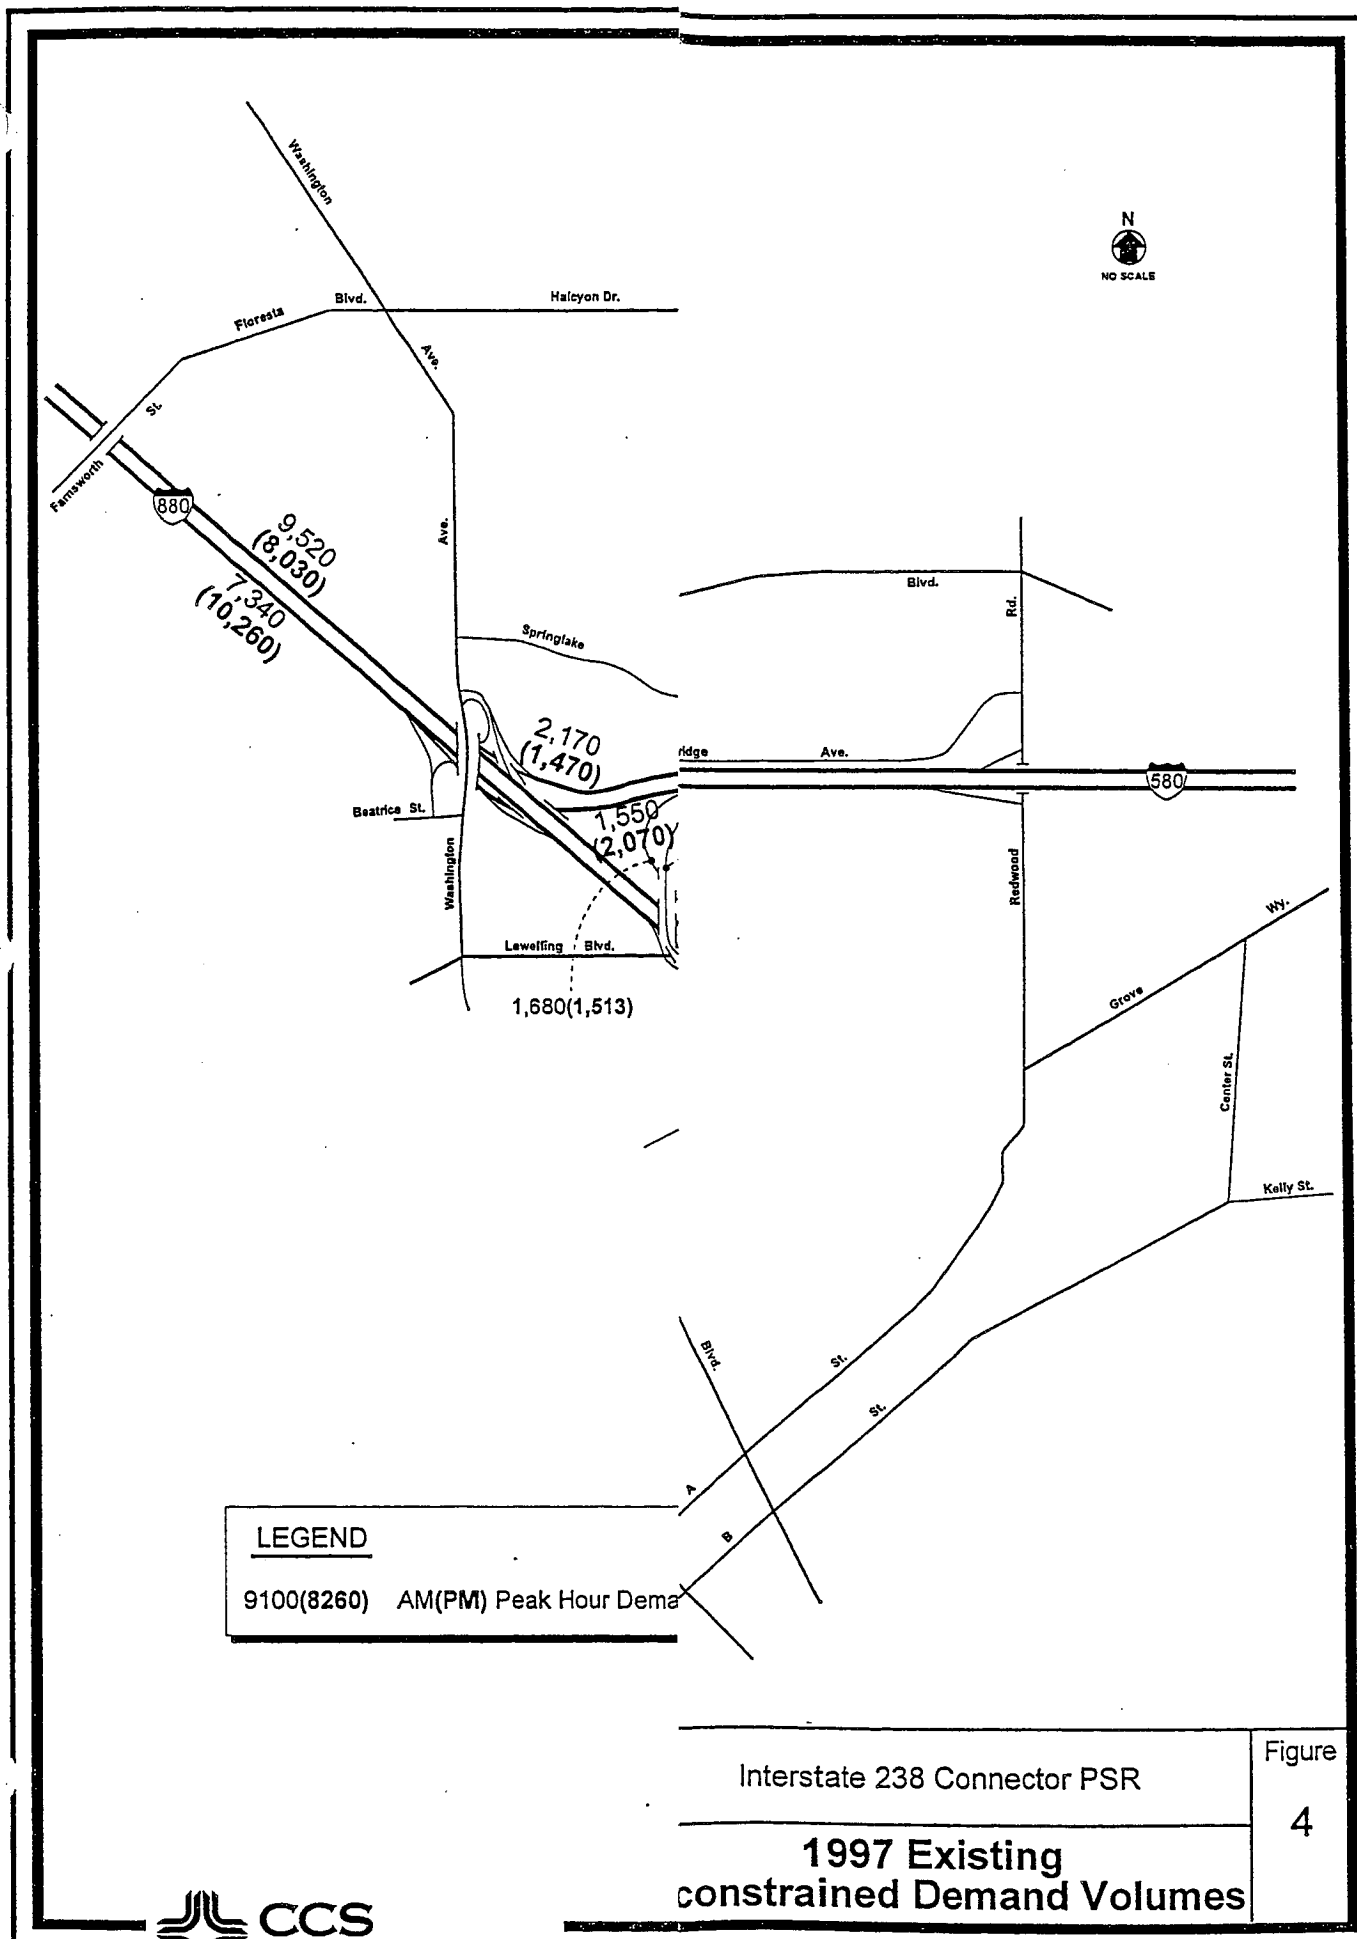 Washington
N
NO SCALE
Blvd.
Halcyon Dr.
Floresta
Ave.
St.
Farnsworth
880
9,520
(8,030)
7,340
(10,260)
Ave.
Blvd.
Rd.
Springlake
2,170
(1,470)
ridge
Ave.
580
1,550
(2,070)
Beatrice St.
Washington
Redwood
Wy.
Lewelling Blvd.
Grove
1,680(1,513)
Center St.
Kelly St.
Blvd.
St.
St.
A
B
LEGEND
9100(8260) AM(PM) Peak Hour Dema
Interstate 238 Connector PSR
Figure
4
1997 Existing
constrained Demand Volumes
CCS